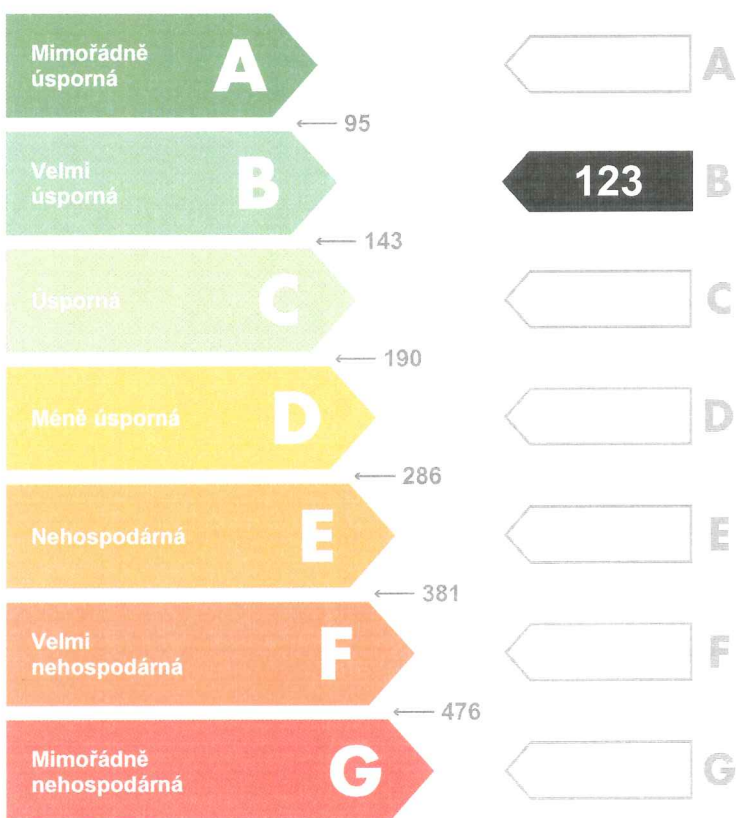 Mimořádně
úsporná
A
A
95
Velmi
úsporná
B
123
B
143
Úsporná
C
C
190
Méně úsporná
D
D
286
Nehospodárná
E
E
381
Velmi
nehospodárná
F
F
476
Mimořádně
nehospodárná
G
G